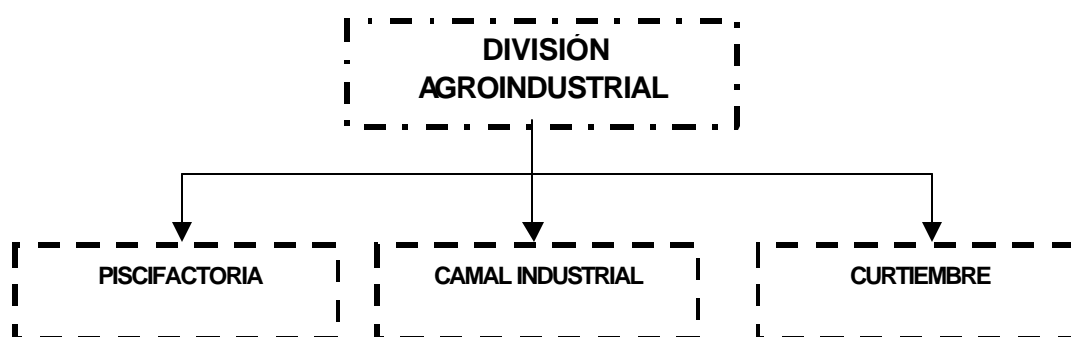 DIVISIÓN
AGROINDUSTRIAL
PISCIFACTORIA
CAMAL INDUSTRIAL
CURTIEMBRE